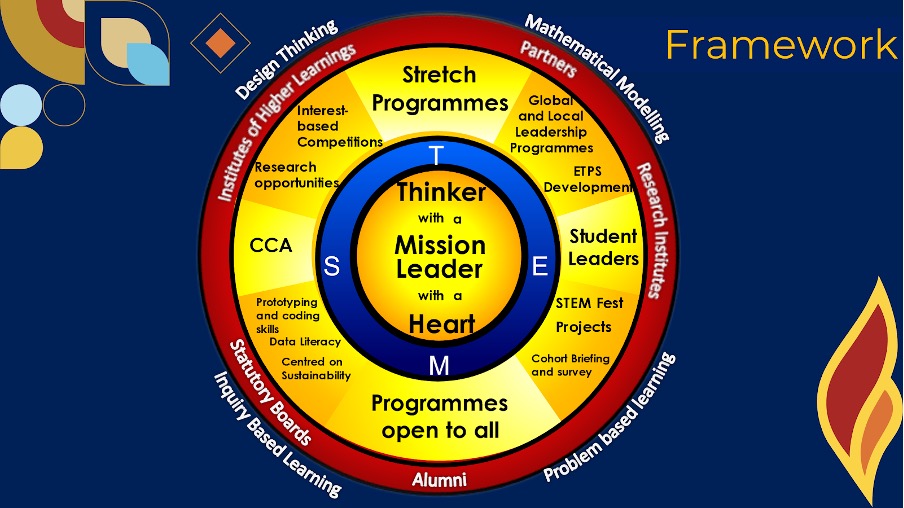 Framework
Design Thinking
Mathematical Modelling
Institutes of Higher Learnings
Partners
Research Institutes
Stretch
Programmes
Interest-
based
Competitions
Research
opportunities
Global
and Local
Leadership
Programmes
ETPS
Development
T
S
E
M
Thinker
with a
Mission
Leader
with a
Heart
CCA
Student
Leaders
Prototyping
and coding
skills
Data Literacy
Centred on
Sustainability
STEM Fest
Projects
Cohort Briefing
and survey
Programmes
open to all
Statutory Boards
Alumni
Inquiry Based Learning
Problem based learning